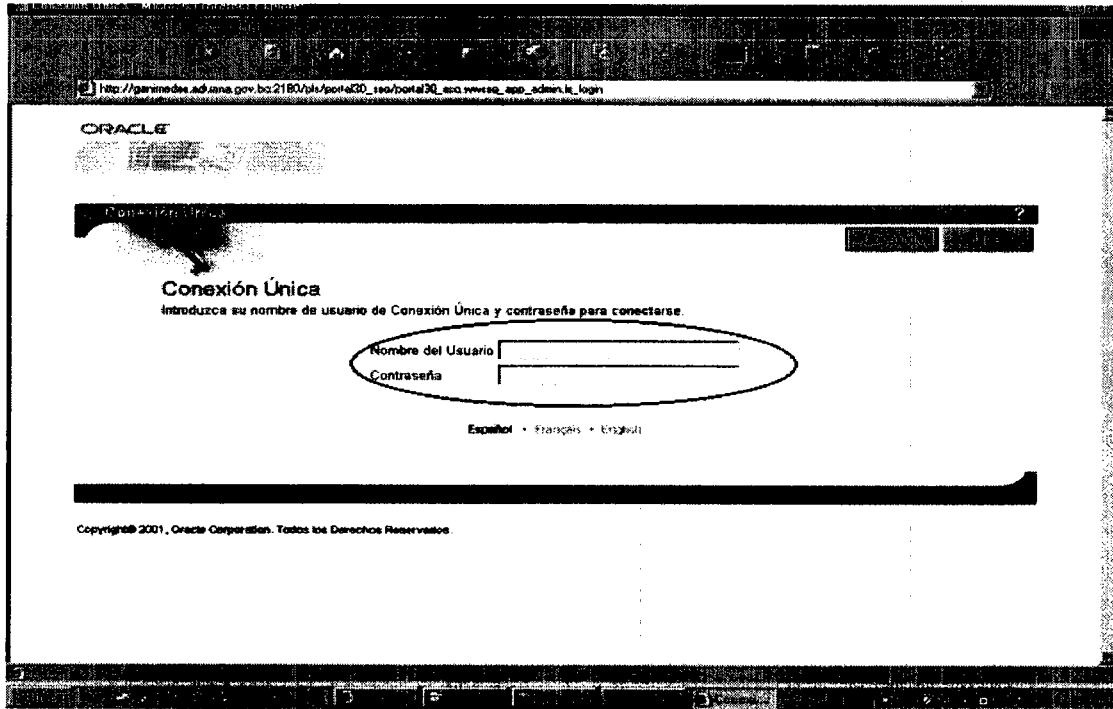 http://ganimedes.aduana.gov.bo:2180/pls/portal30_sso/portal30_sso.wwsso_app_admin.ls_login
ORACLE
Conexión Única
?
Conexión Única
Introduzca su nombre de usuario de Conexión Única y contraseña para conectarse.
Nombre del Usuario
Contraseña
Español • Français • English
Copyright© 2001, Oracle Corporation. Todos los Derechos Reservados.